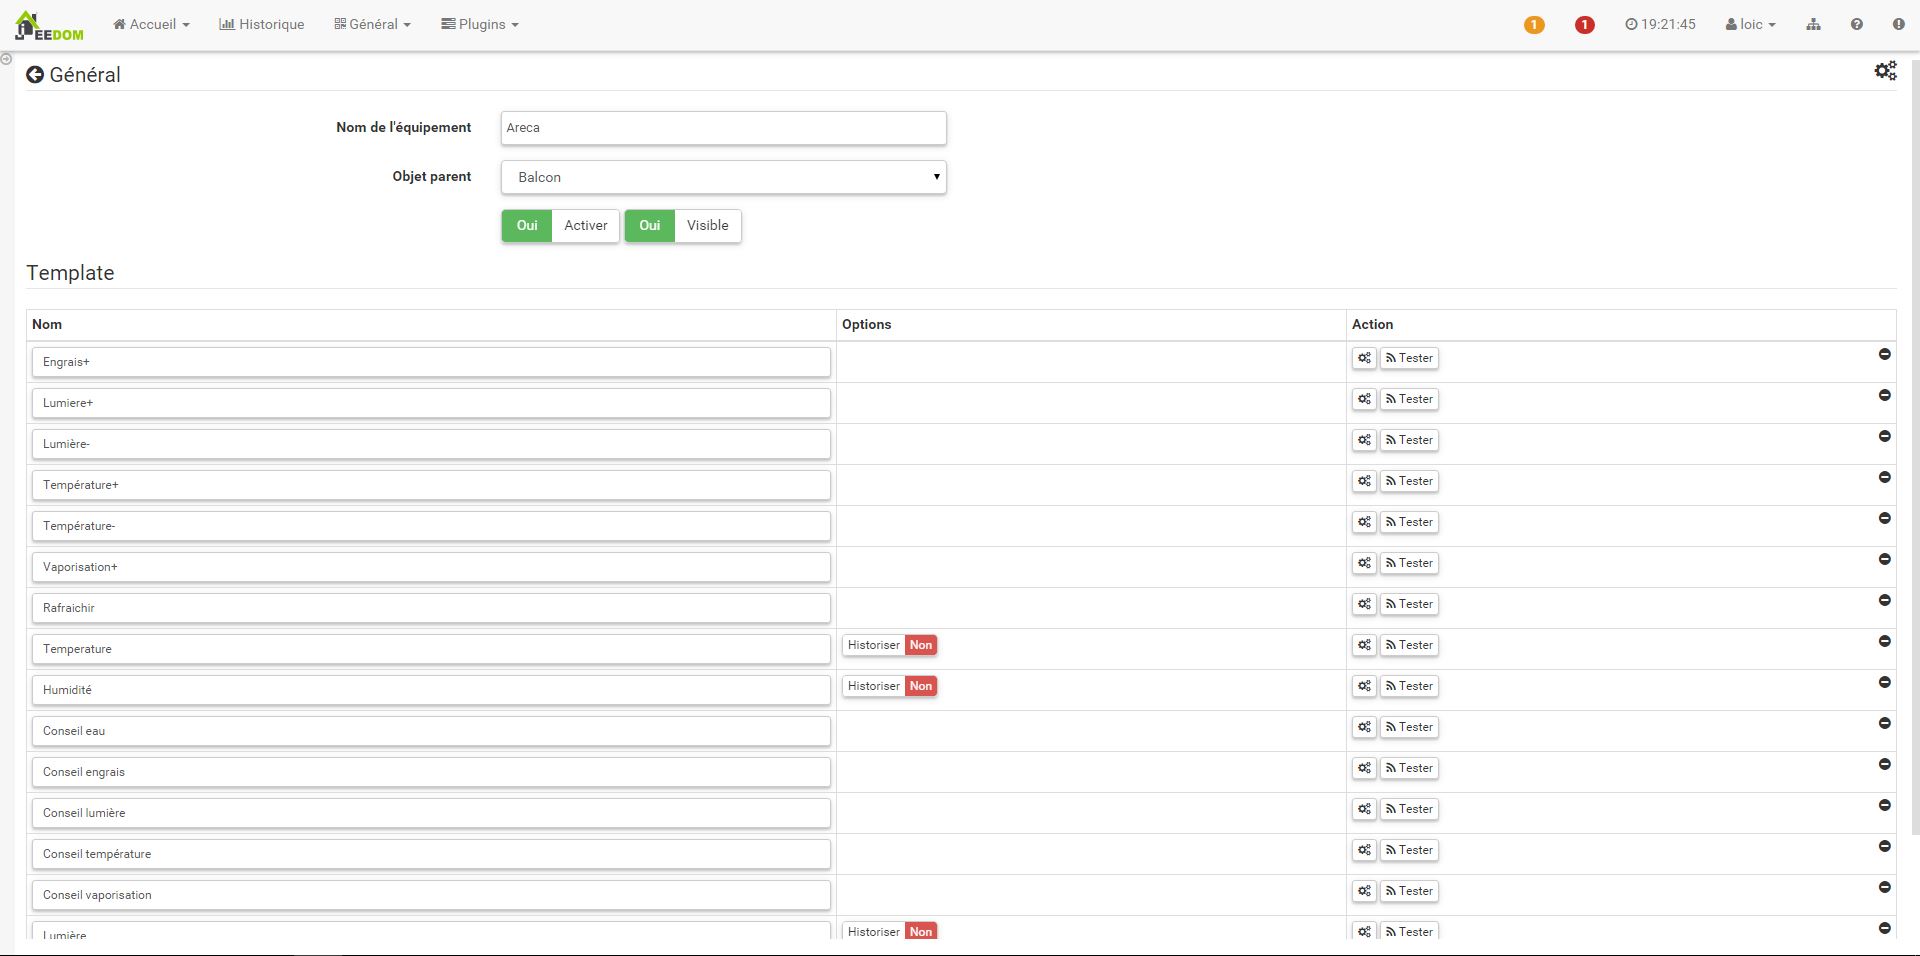 JEEDOM Accueil Historique Général Plugins 1 1 19:21:45 loic
Général
Nom de l'équipement Areca
Objet parent Balcon
Oui Activer Oui Visible
Template
Nom Options Action
Engrais+ Tester
Lumiere+ Tester
Lumière- Tester
Température+ Tester
Température- Tester
Vaporisation+ Tester
Rafraichir Tester
Temperature Historiser Non Tester
Humidité Historiser Non Tester
Conseil eau Tester
Conseil engrais Tester
Conseil lumière Tester
Conseil température Tester
Conseil vaporisation Tester
Lumière Historiser Non Tester